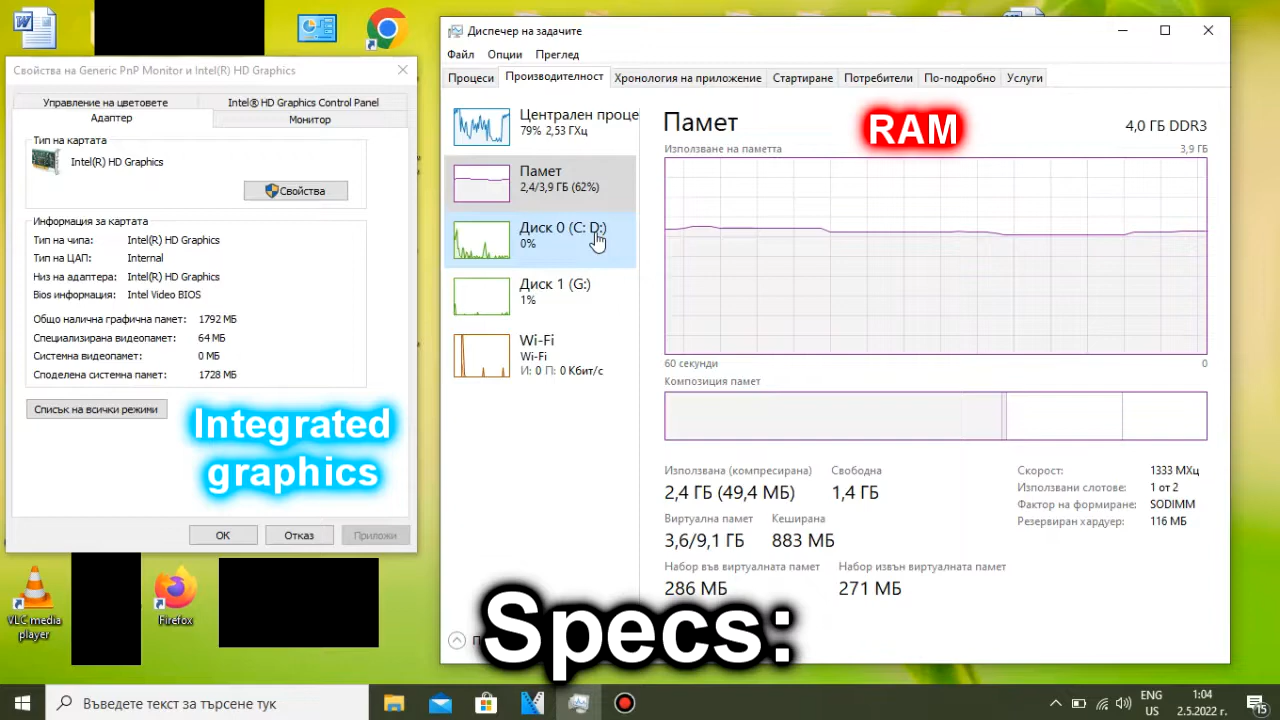 Свойства на Generic PnP Monitor и Intel(R) HD Graphics
Управление на цветовете
Intel® HD Graphics Control Panel
Адаптер
Монитор
Тип на картата
Intel(R) HD Graphics
Свойства
Информация за картата
Тип на чипа: Intel(R) HD Graphics
Тип на ЦАП: Internal
Низ на адаптера: Intel(R) HD Graphics
Bios информация: Intel Video BIOS
Общо налична графична памет: 1792 МБ
Специализирана видеопамет: 64 МБ
Системна видеопамет: 0 МБ
Споделена системна памет: 1728 МБ
Списък на всички режими
Integrated
graphics
OK
Отказ
Приложи
VLC media
player
Firefox
Диспечер на задачите
Файл
Опции
Преглед
Процеси
Производителност
Хронология на приложение
Стартиране
Потребители
По-подробно
Услуги
Централен проце
79% 2,53 ГХц
Памет
2,4/3,9 ГБ (62%)
Диск 0 (C: D:)
0%
Диск 1 (G:)
1%
Wi-Fi
Wi-Fi
И: 0 П: 0 Кбит/с
Памет
RAM
4,0 ГБ DDR3
Използване на паметта
3,9 ГБ
60 секунди
0
Композиция памет
Използвана (компресирана)
Свободна
2,4 ГБ (49,4 МБ)
1,4 ГБ
Виртуална памет
Кеширана
3,6/9,1 ГБ
883 МБ
Набор във виртуалната памет
Набор извън виртуалната памет
286 МБ
271 МБ
Скорост: 1333 МХц
Използвани слотове: 1 от 2
Фактор на формиране: SODIMM
Резервиран хардуер: 116 МБ
Specs:
Въведете текст за търсене тук
ENG
US
1:04
2.5.2022 г.
15